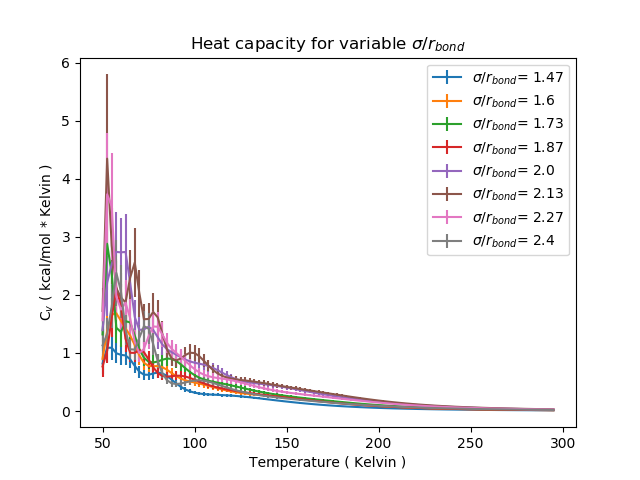 Heat capacity for variable σ/r_bond
C_v ( kcal/mol * Kelvin )
6
5
4
3
2
1
0
σ/r_bond= 1.47
σ/r_bond= 1.6
σ/r_bond= 1.73
σ/r_bond= 1.87
σ/r_bond= 2.0
σ/r_bond= 2.13
σ/r_bond= 2.27
σ/r_bond= 2.4
50 100 150 200 250 300
Temperature ( Kelvin )